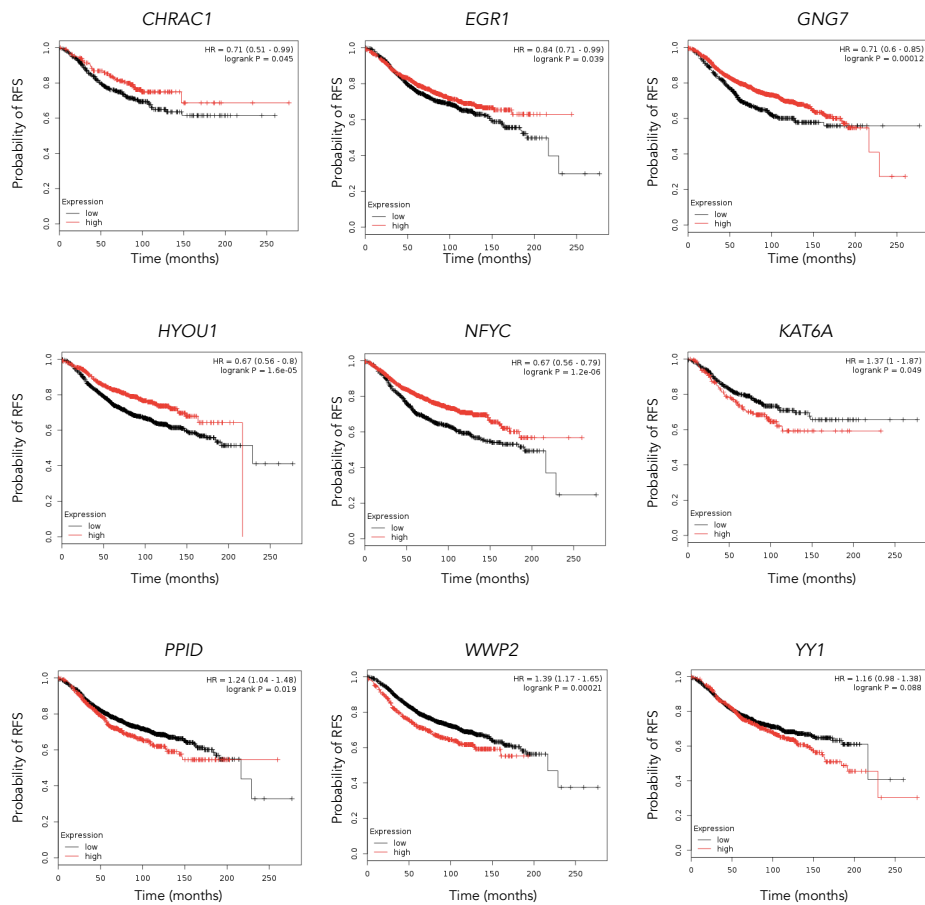 CHRAC1
HR = 0.71 (0.51 - 0.99)
logrank P = 0.045
Probability of RFS
1.0
0.8
0.6
0.4
0.2
0.0
Expression
low
high
0 50 100 150 200 250
Time (months)
EGR1
HR = 0.84 (0.71 - 0.99)
logrank P = 0.039
Probability of RFS
1.0
0.8
0.6
0.4
0.2
0.0
Expression
low
high
0 50 100 150 200 250
Time (months)
GNG7
HR = 0.71 (0.6 - 0.85)
logrank P = 0.00012
Probability of RFS
1.0
0.8
0.6
0.4
0.2
0.0
Expression
low
high
0 50 100 150 200 250
Time (months)
HYOU1
HR = 0.67 (0.56 - 0.8)
logrank P = 1.6e-05
Probability of RFS
1.0
0.8
0.6
0.4
0.2
0.0
Expression
low
high
0 50 100 150 200 250
Time (months)
NFYC
HR = 0.67 (0.56 - 0.79)
logrank P = 1.2e-06
Probability of RFS
1.0
0.8
0.6
0.4
0.2
0.0
Expression
low
high
0 50 100 150 200 250
Time (months)
KAT6A
HR = 1.37 (1 - 1.87)
logrank P = 0.049
Probability of RFS
1.0
0.8
0.6
0.4
0.2
0.0
Expression
low
high
0 50 100 150 200 250
Time (months)
PPID
HR = 1.24 (1.04 - 1.48)
logrank P = 0.019
Probability of RFS
1.0
0.8
0.6
0.4
0.2
0.0
Expression
low
high
0 50 100 150 200 250
Time (months)
WWP2
HR = 1.39 (1.17 - 1.65)
logrank P = 0.00021
Probability of RFS
1.0
0.8
0.6
0.4
0.2
0.0
Expression
low
high
0 50 100 150 200 250
Time (months)
YY1
HR = 1.16 (0.98 - 1.38)
logrank P = 0.088
Probability of RFS
1.0
0.8
0.6
0.4
0.2
0.0
Expression
low
high
0 50 100 150 200 250
Time (months)